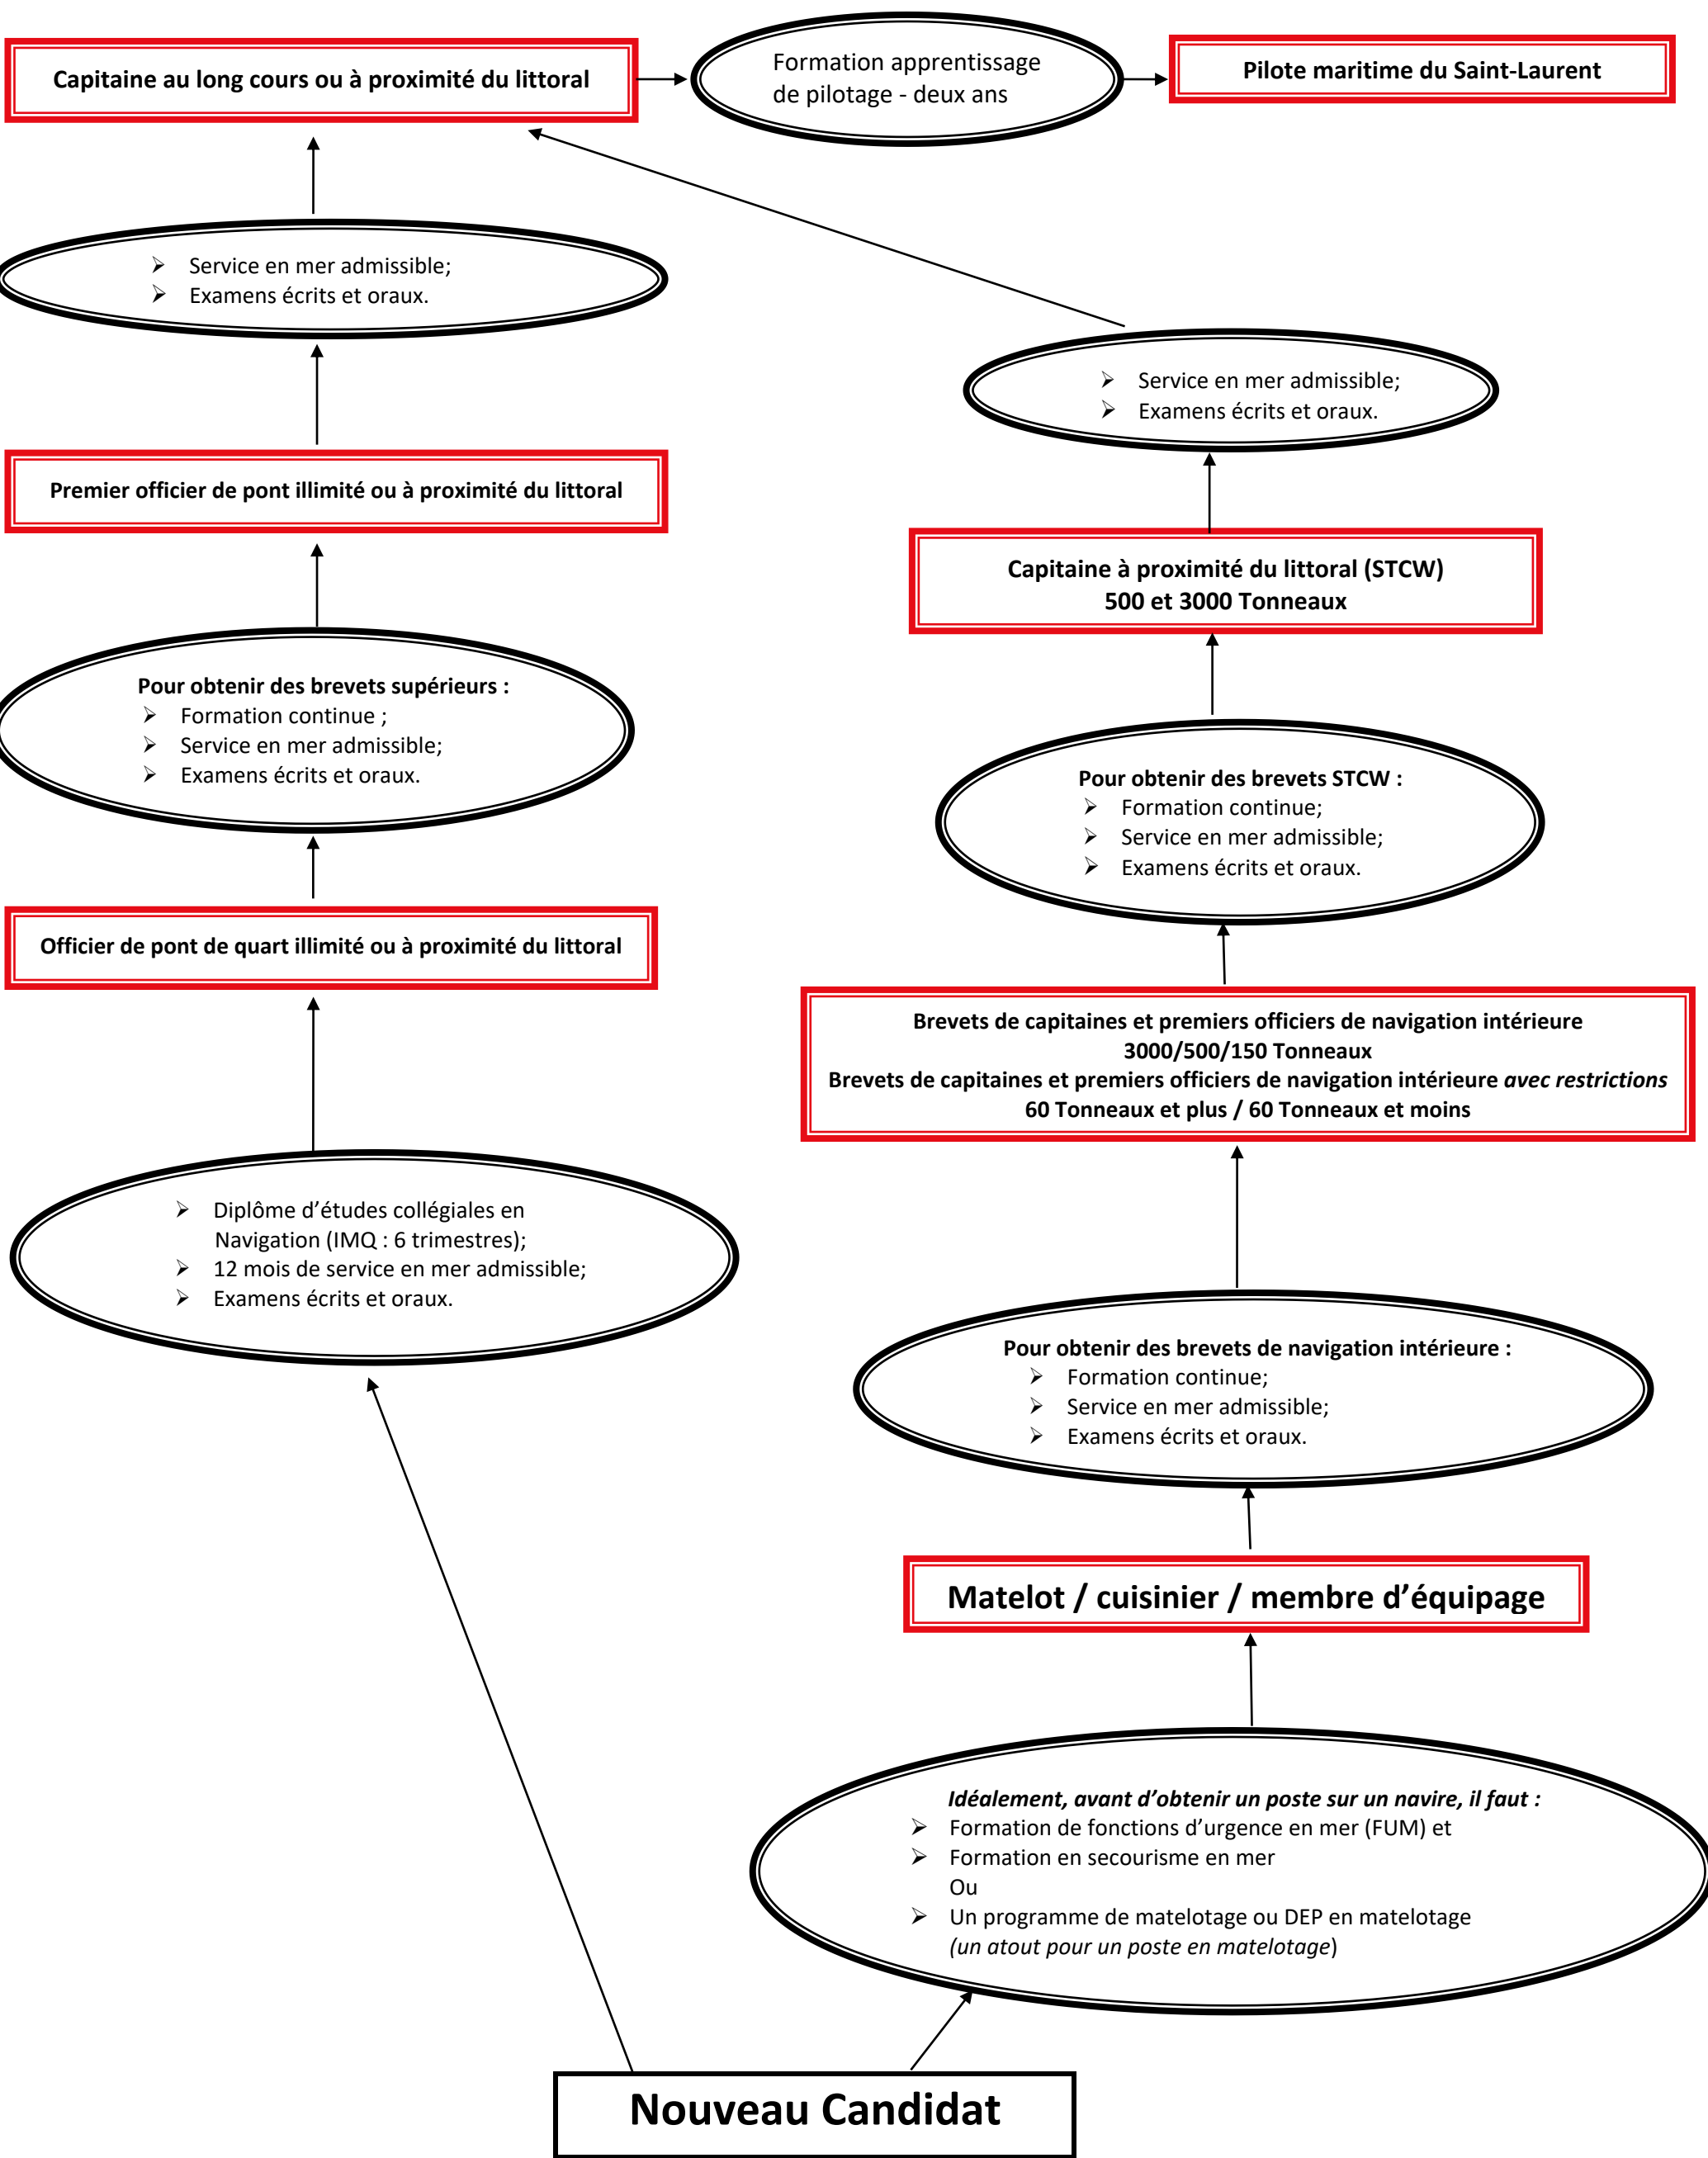 Capitaine au long cours ou à proximité du littoral
Formation apprentissage
de pilotage - deux ans
Pilote maritime du Saint-Laurent
➢ Service en mer admissible;
➢ Examens écrits et oraux.
➢ Service en mer admissible;
➢ Examens écrits et oraux.
Premier officier de pont illimité ou à proximité du littoral
Capitaine à proximité du littoral (STCW)
500 et 3000 Tonneaux
Pour obtenir des brevets supérieurs :
➢ Formation continue ;
➢ Service en mer admissible;
➢ Examens écrits et oraux.
Pour obtenir des brevets STCW :
➢ Formation continue;
➢ Service en mer admissible;
➢ Examens écrits et oraux.
Officier de pont de quart illimité ou à proximité du littoral
Brevets de capitaines et premiers officiers de navigation intérieure
3000/500/150 Tonneaux
Brevets de capitaines et premiers officiers de navigation intérieure avec restrictions
60 Tonneaux et plus / 60 Tonneaux et moins
➢ Diplôme d’études collégiales en
Navigation (IMQ : 6 trimestres);
➢ 12 mois de service en mer admissible;
➢ Examens écrits et oraux.
Pour obtenir des brevets de navigation intérieure :
➢ Formation continue;
➢ Service en mer admissible;
➢ Examens écrits et oraux.
Matelot / cuisinier / membre d’équipage
Idéalement, avant d’obtenir un poste sur un navire, il faut :
➢ Formation de fonctions d’urgence en mer (FUM) et
➢ Formation en secourisme en mer
Ou
➢ Un programme de matelotage ou DEP en matelotage
(un atout pour un poste en matelotage)
Nouveau Candidat